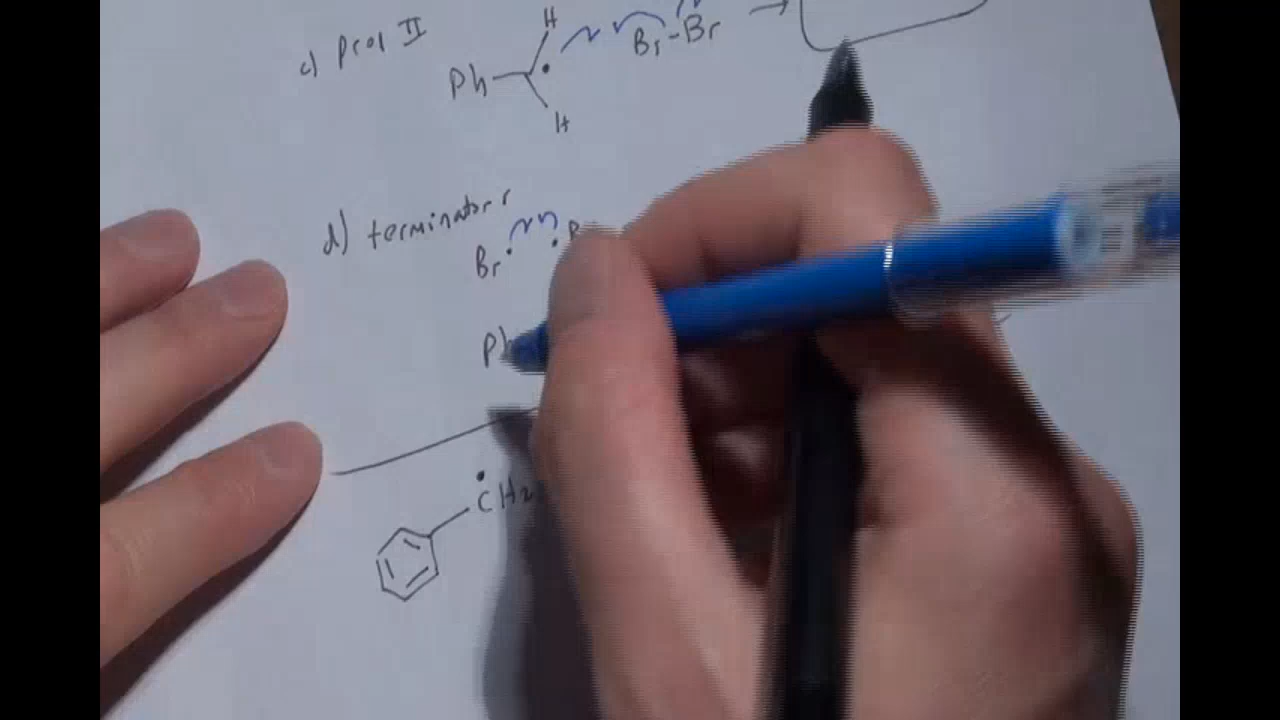 c) Prop II
H
Ph
Br-Br
H
d) terminator
Br
Ph
CH2